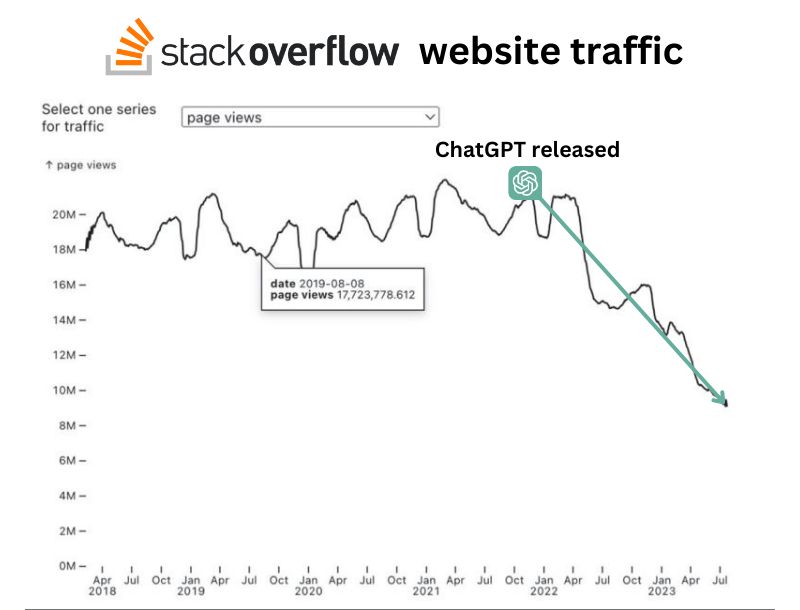 stackoverflow website traffic
Select one series
for traffic
page views
ChatGPT released
↑ page views
20M
18M
16M
14M
12M
10M
8M
6M
4M
2M
0M
date 2019-08-08
page views 17,723,778.612
Apr Jul Oct Jan Apr Jul Oct Jan Apr Jul Oct Jan Apr Jul Oct Jan Apr Jul Oct Jan Apr Jul
2018 2019 2020 2021 2022 2023